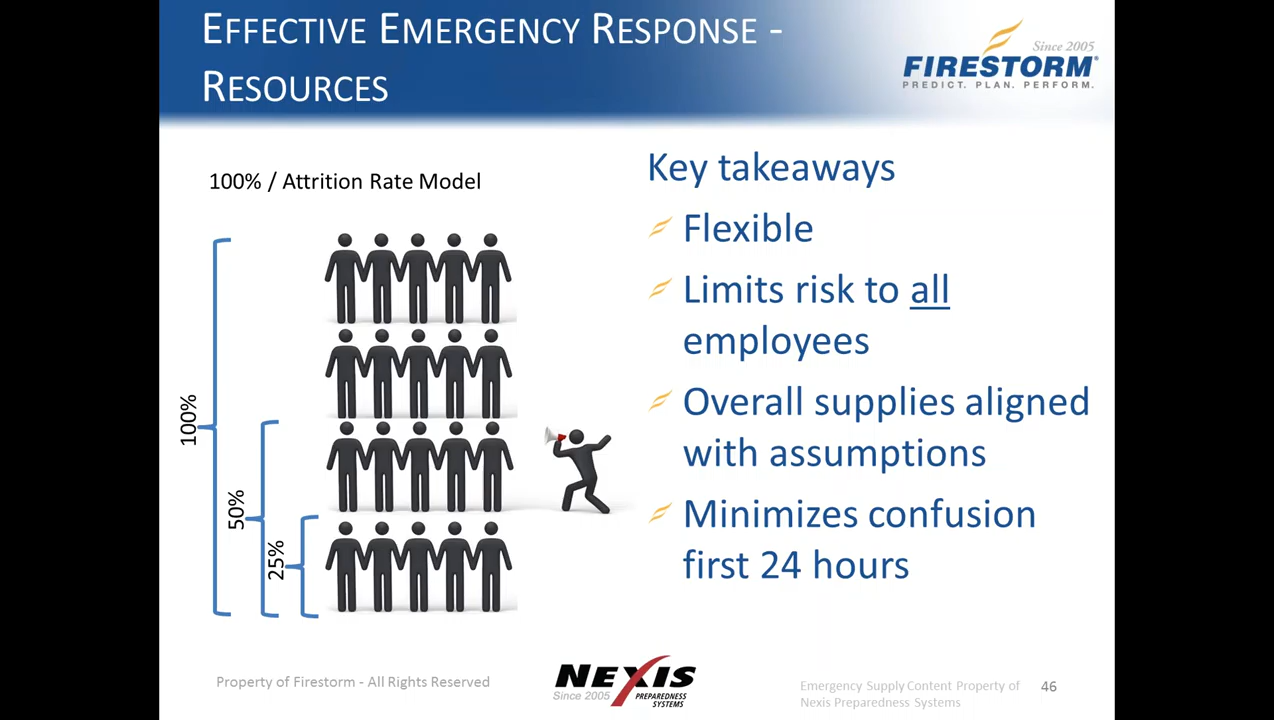 EFFECTIVE EMERGENCY RESPONSE -
RESOURCES
Since 2005
FIRESTORM®
PREDICT. PLAN. PERFORM.
100% / Attrition Rate Model
100%
50%
25%
Key takeaways
Flexible
Limits risk to all
employees
Overall supplies aligned
with assumptions
Minimizes confusion
first 24 hours
Property of Firestorm - All Rights Reserved
NEXIS
Since 2005
PREPAREDNESS
SYSTEMS
Emergency Supply Content Property of
Nexis Preparedness Systems
46